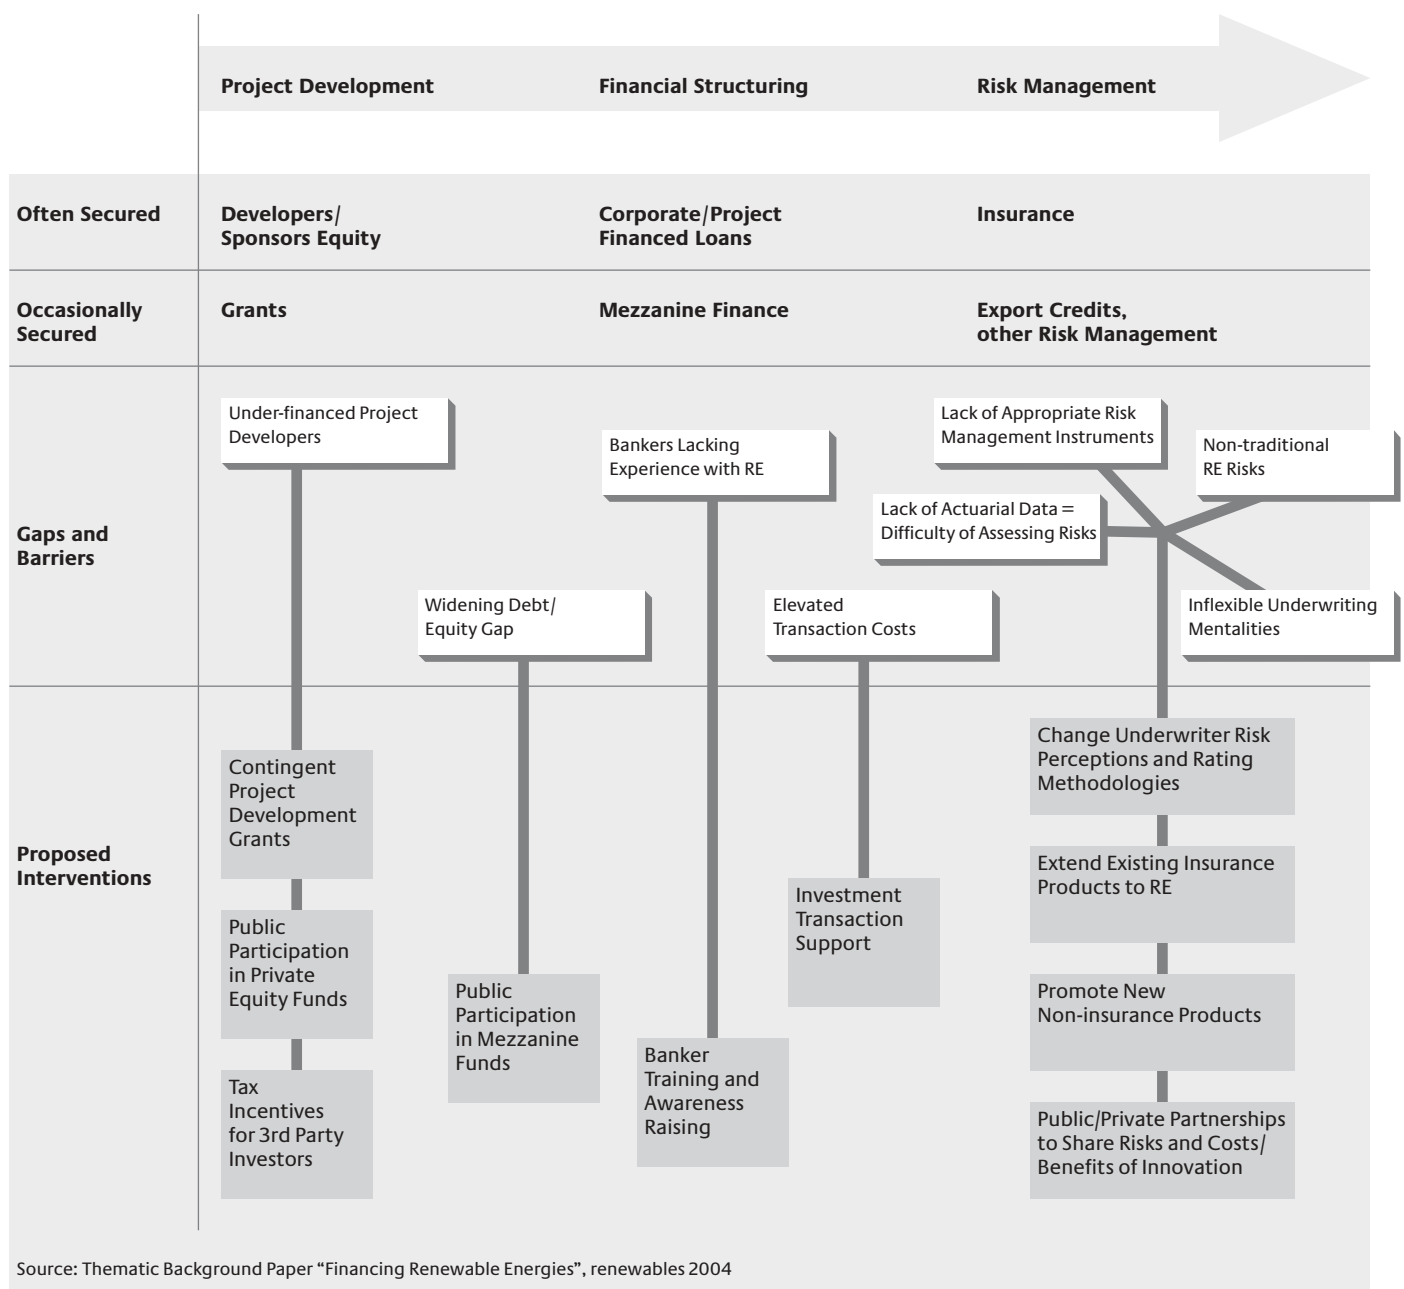 Project Development
Financial Structuring
Risk Management
Often Secured
Developers/
Sponsors Equity
Corporate/Project
Financed Loans
Insurance
Occasionally
Secured
Grants
Mezzanine Finance
Export Credits,
other Risk Management
Gaps and
Barriers
Under-financed Project
Developers
Widening Debt/
Equity Gap
Bankers Lacking
Experience with RE
Elevated
Transaction Costs
Lack of Appropriate Risk
Management Instruments
Non-traditional
RE Risks
Lack of Actuarial Data =
Difficulty of Assessing Risks
Inflexible Underwriting
Mentalities
Proposed
Interventions
Contingent
Project
Development
Grants
Public
Participation
in Private
Equity Funds
Tax
Incentives
for 3rd Party
Investors
Public
Participation
in Mezzanine
Funds
Banker
Training and
Awareness
Raising
Investment
Transaction
Support
Change Underwriter Risk
Perceptions and Rating
Methodologies
Extend Existing Insurance
Products to RE
Promote New
Non-insurance Products
Public/Private Partnerships
to Share Risks and Costs/
Benefits of Innovation
Source: Thematic Background Paper “Financing Renewable Energies”, renewables 2004